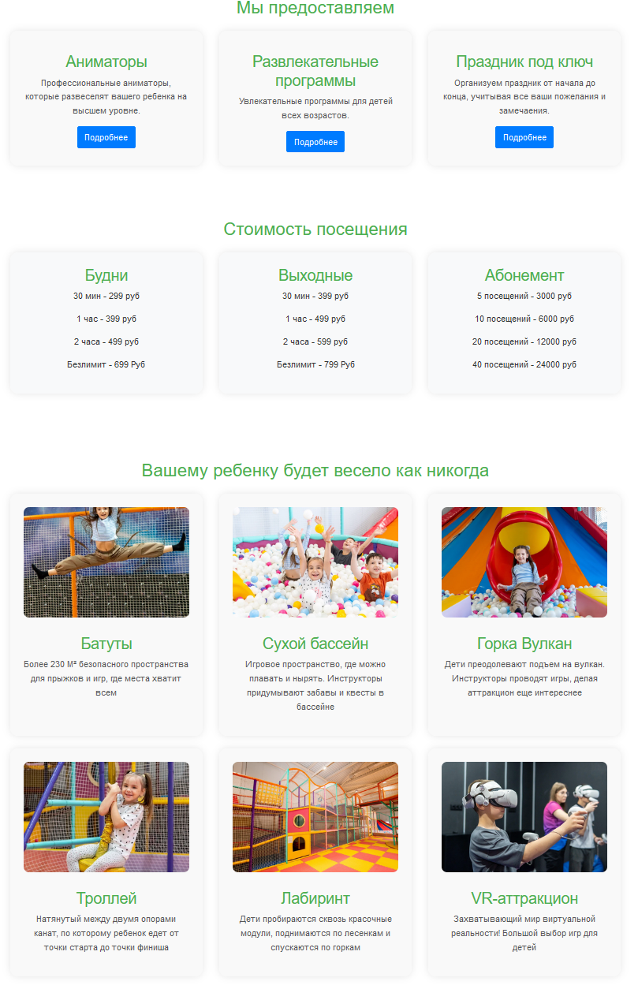 Мы предоставляем
Аниматоры
Профессиональные аниматоры,
которые развеселят вашего ребенка на
высшем уровне.
Подробнее
Развлекательные
программы
Увлекательные программы для детей
всех возрастов.
Подробнее
Праздник под ключ
Организуем праздник от начала до
конца, учитывая все ваши пожелания и
замечаения.
Подробнее
Стоимость посещения
Будни
30 мин - 299 руб
1 час - 399 руб
2 часа - 499 руб
Безлимит - 699 Руб
Выходные
30 мин - 399 руб
1 час - 499 руб
2 часа - 599 руб
Безлимит - 799 Руб
Абонемент
5 посещений - 3000 руб
10 посещений - 6000 руб
20 посещений - 12000 руб
40 посещений - 24000 руб
Вашему ребенку будет весело как никогда
Батуты
Более 230 М² безопасного пространства
для прыжков и игр, где места хватит
всем
Сухой бассейн
Игровое пространство, где можно
плавать и нырять. Инструкторы
придумывают забавы и квесты в
бассейне
Горка Вулкан
Дети преодолевают подъем на вулкан.
Инструкторы проводят игры, делая
аттракцион еще интереснее
Троллей
Натянутый между двумя опорами
канат, по которому ребенок едет от
точки старта до точки финиша
Лабиринт
Дети пробираются сквозь красочные
модули, поднимаются по лесенкам и
спускаются по горкам
VR-аттракцион
Захватывающий мир виртуальной
реальности! Большой выбор игр для
детей